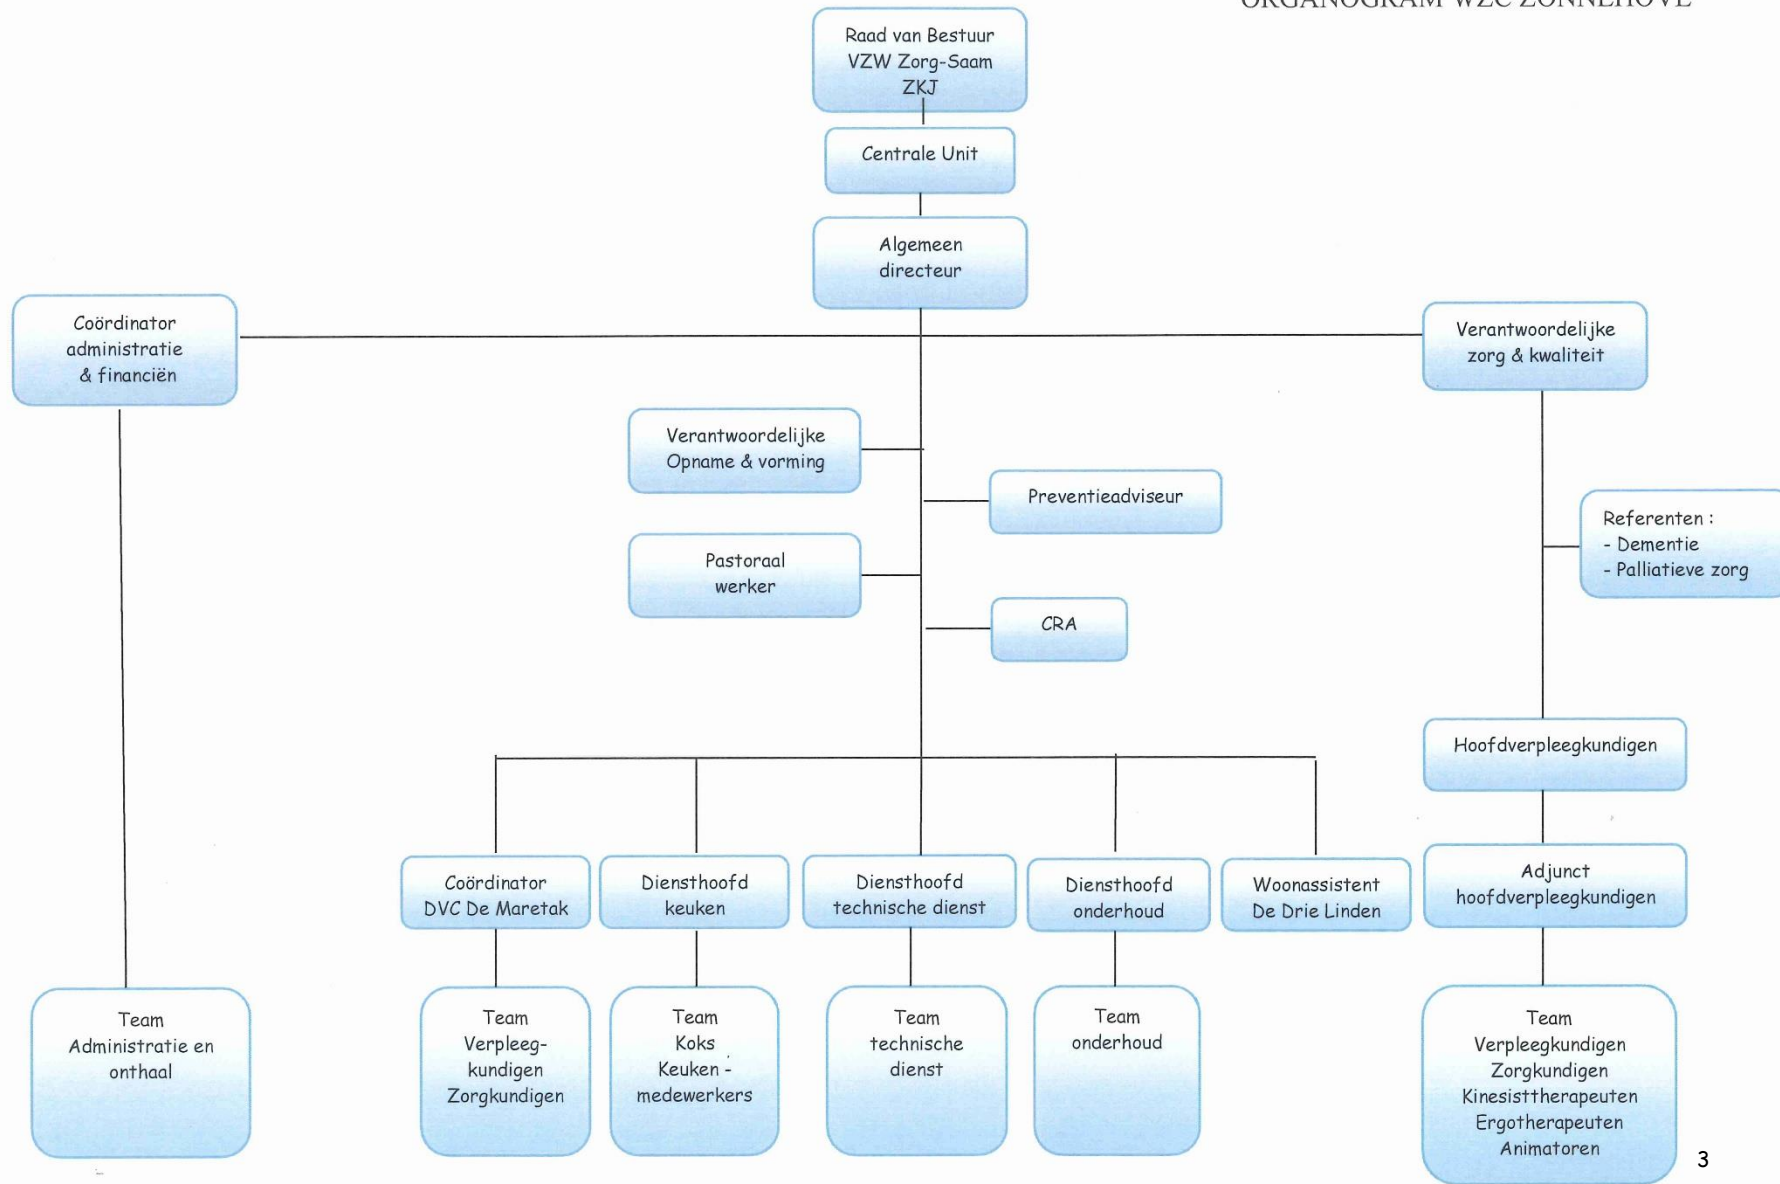 ORGANOGRAM WZC ZONNEHOVE
Raad van Bestuur
VZW Zorg-Saam
ZKJ
Centrale Unit
Algemeen
directeur
Coördinator
administratie
& financiën
Verantwoordelijke
zorg & kwaliteit
Verantwoordelijke
Opname & vorming
Preventieadviseur
Referenten :
- Dementie
- Palliatieve zorg
Pastoraal
werker
CRA
Hoofdverpleegkundigen
Coördinator
DVC De Maretak
Diensthoofd
keuken
Diensthoofd
technische dienst
Diensthoofd
onderhoud
Woonassistent
De Drie Linden
Adjunct
hoofdverpleegkundigen
Team
Administratie en
onthaal
Team
Verpleeg-
kundigen
Zorgkundigen
Team
Koks
Keuken -
medewerkers
Team
technische
dienst
Team
onderhoud
Team
Verpleegkundigen
Zorgkundigen
Kinesisttherapeuten
Ergotherapeuten
Animatoren
3